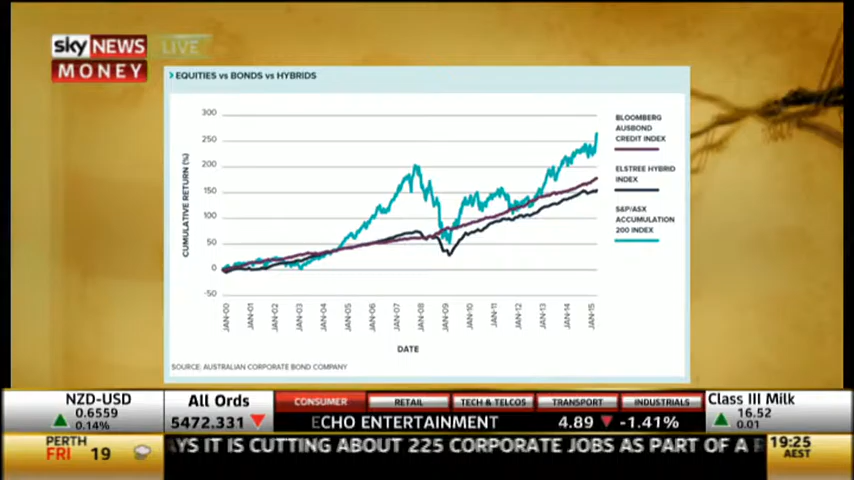 sky NEWS LIVE
MONEY
EQUITIES vs BONDS vs HYBRIDS
CUMULATIVE RETURN (%)
300
250
200
150
100
50
0
-50
JAN-00
JAN-01
JAN-02
JAN-03
JAN-04
JAN-05
JAN-06
JAN-07
JAN-08
JAN-09
JAN-10
JAN-11
JAN-12
JAN-13
JAN-14
JAN-15
DATE
BLOOMBERG
AUSBOND
CREDIT INDEX
ELSTREE HYBRID
INDEX
S&P/ASX
ACCUMULATION
200 INDEX
SOURCE: AUSTRALIAN CORPORATE BOND COMPANY
NZD-USD
0.6559
0.14%
All Ords
5472.331
CONSUMER RETAIL TECH & TELCOS TRANSPORT INDUSTRIALS
ECHO ENTERTAINMENT 4.89 -1.41%
Class III Milk
16.52
0.01
PERTH
FRI 19
AYS IT IS CUTTING ABOUT 225 CORPORATE JOBS AS PART OF A
19:25
AEST